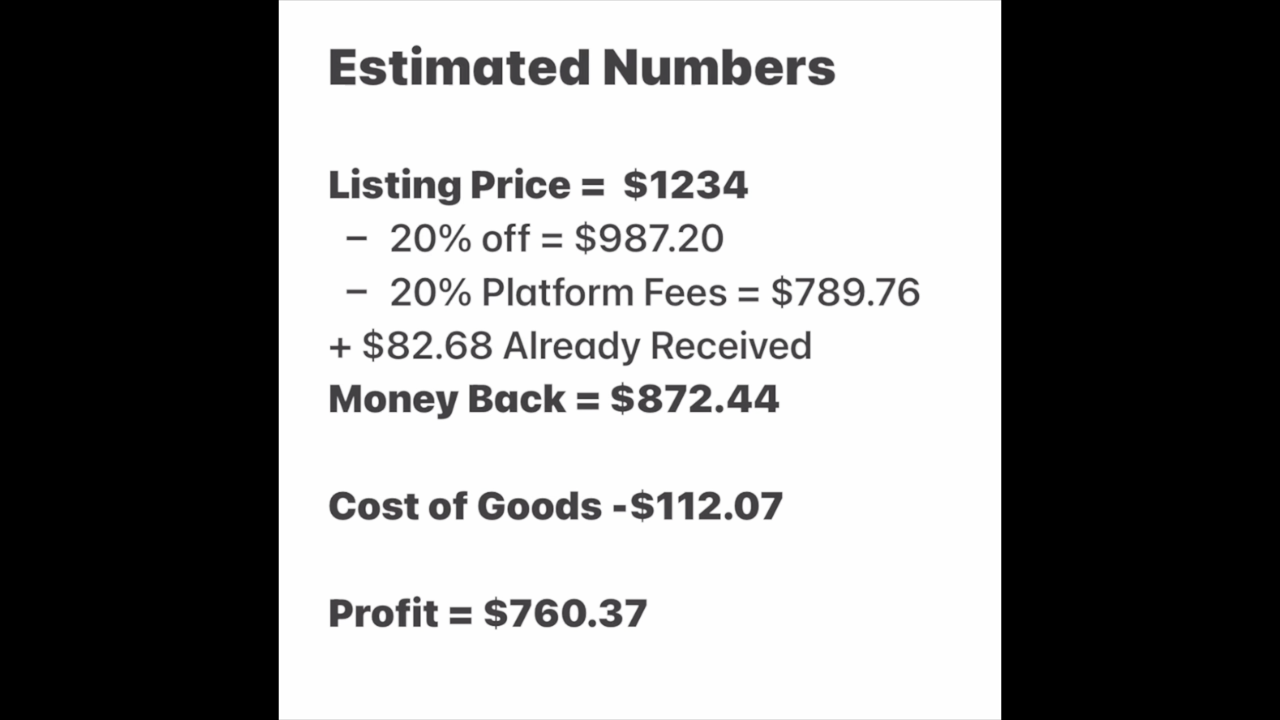 Estimated Numbers
Listing Price = $1234
– 20% off = $987.20
– 20% Platform Fees = $789.76
+ $82.68 Already Received
Money Back = $872.44
Cost of Goods -$112.07
Profit = $760.37